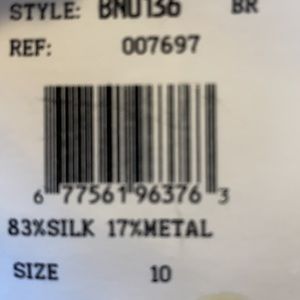 STYLE: BNU136 BR
REF: 007697
6 77561 96376 3
83%SILK 17%METAL
SIZE 10